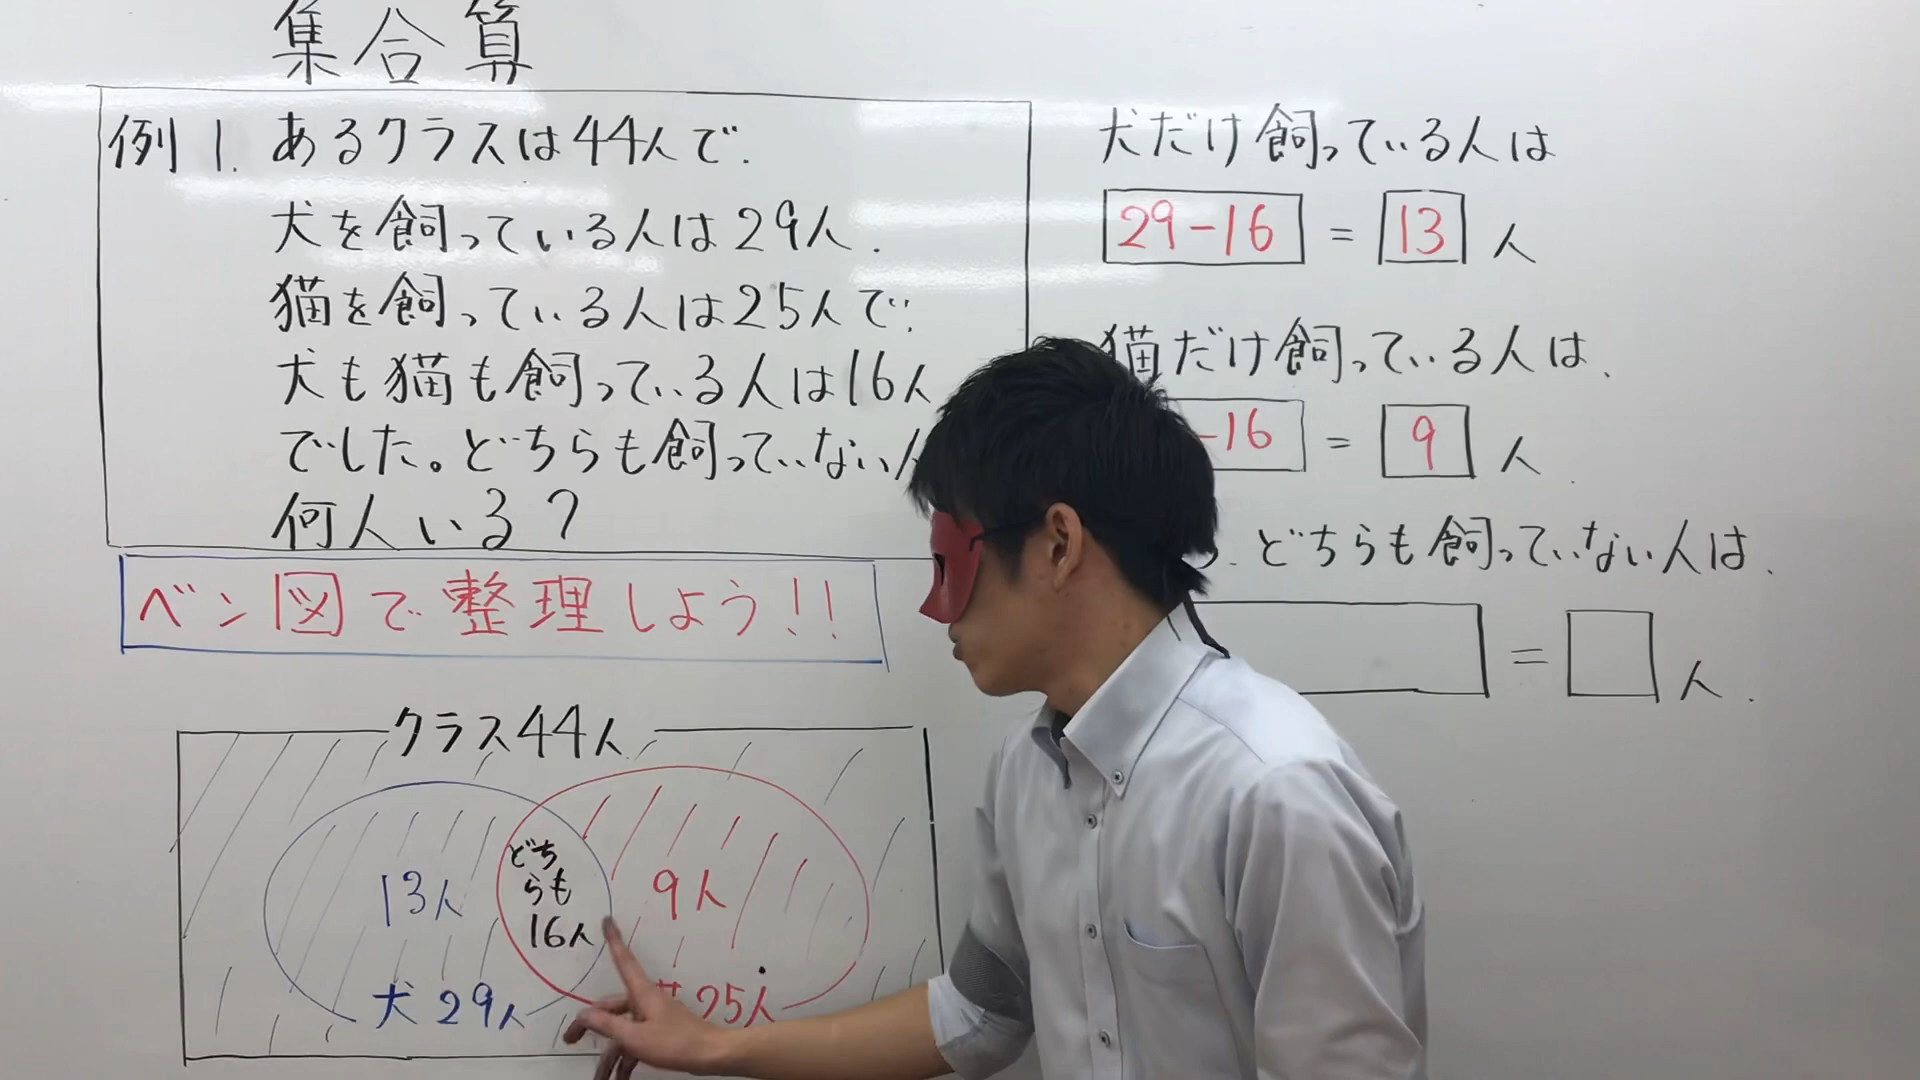 集合算
例1. あるクラスは44人で.
犬を飼っている人は29人.
猫を飼っている人は25人で.
犬も猫も飼っている人は16人
でした。どちらも飼っていない人
何人いる?
ベン図で整理しよう!!
クラス44人
13人
どち
らも
16人
9人
犬 29人
25人
犬だけ飼っている人は
29-16 = 13 人
猫だけ飼っている人は.
-16 = 9 人
どちらも飼っていない人は.
= 人.